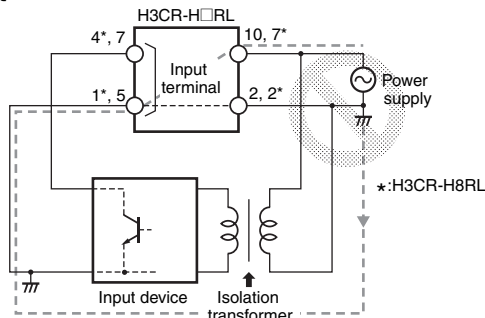 H3CR-H□RL
4*, 7
10, 7*
Input
terminal
1*, 5
2, 2*
Power
supply
*:H3CR-H8RL
Input device
Isolation
transformer